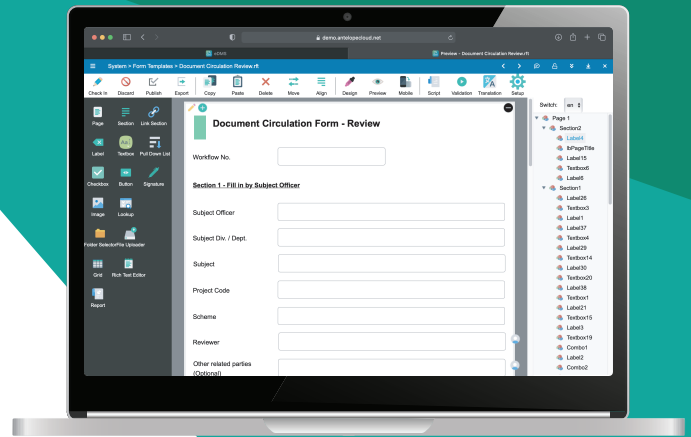 demo.antelopecloud.net
eDMS
Preview - Document Circulation Review.rft
System > Form Templates > Document Circulation Review.rft
Check In Discard Publish Export Copy Paste Delete Move Align Design Preview Mobile Script Validation Translation Setup
Page Section Link Section
Label Textbox Pull Down List
Checkbox Button Signature
Image Lookup
Folder Selector File Uploader
Grid Rich Text Editor
Report
Document Circulation Form - Review
Workflow No.
Section 1 - Fill in by Subject Officer
Subject Officer
Subject Div. / Dept.
Subject
Project Code
Scheme
Reviewer
Other related parties
(Optional)
Switch: en
Page 1
Section2
Label4
lbPageTitle
Label15
Textbox6
Label6
Section1
Label26
Textbox3
Label1
Label37
Textbox4
Label29
Textbox14
Label30
Textbox20
Label38
Textbox1
Label21
Textbox15
Label3
Textbox19
Combo1
Label2
Combo2